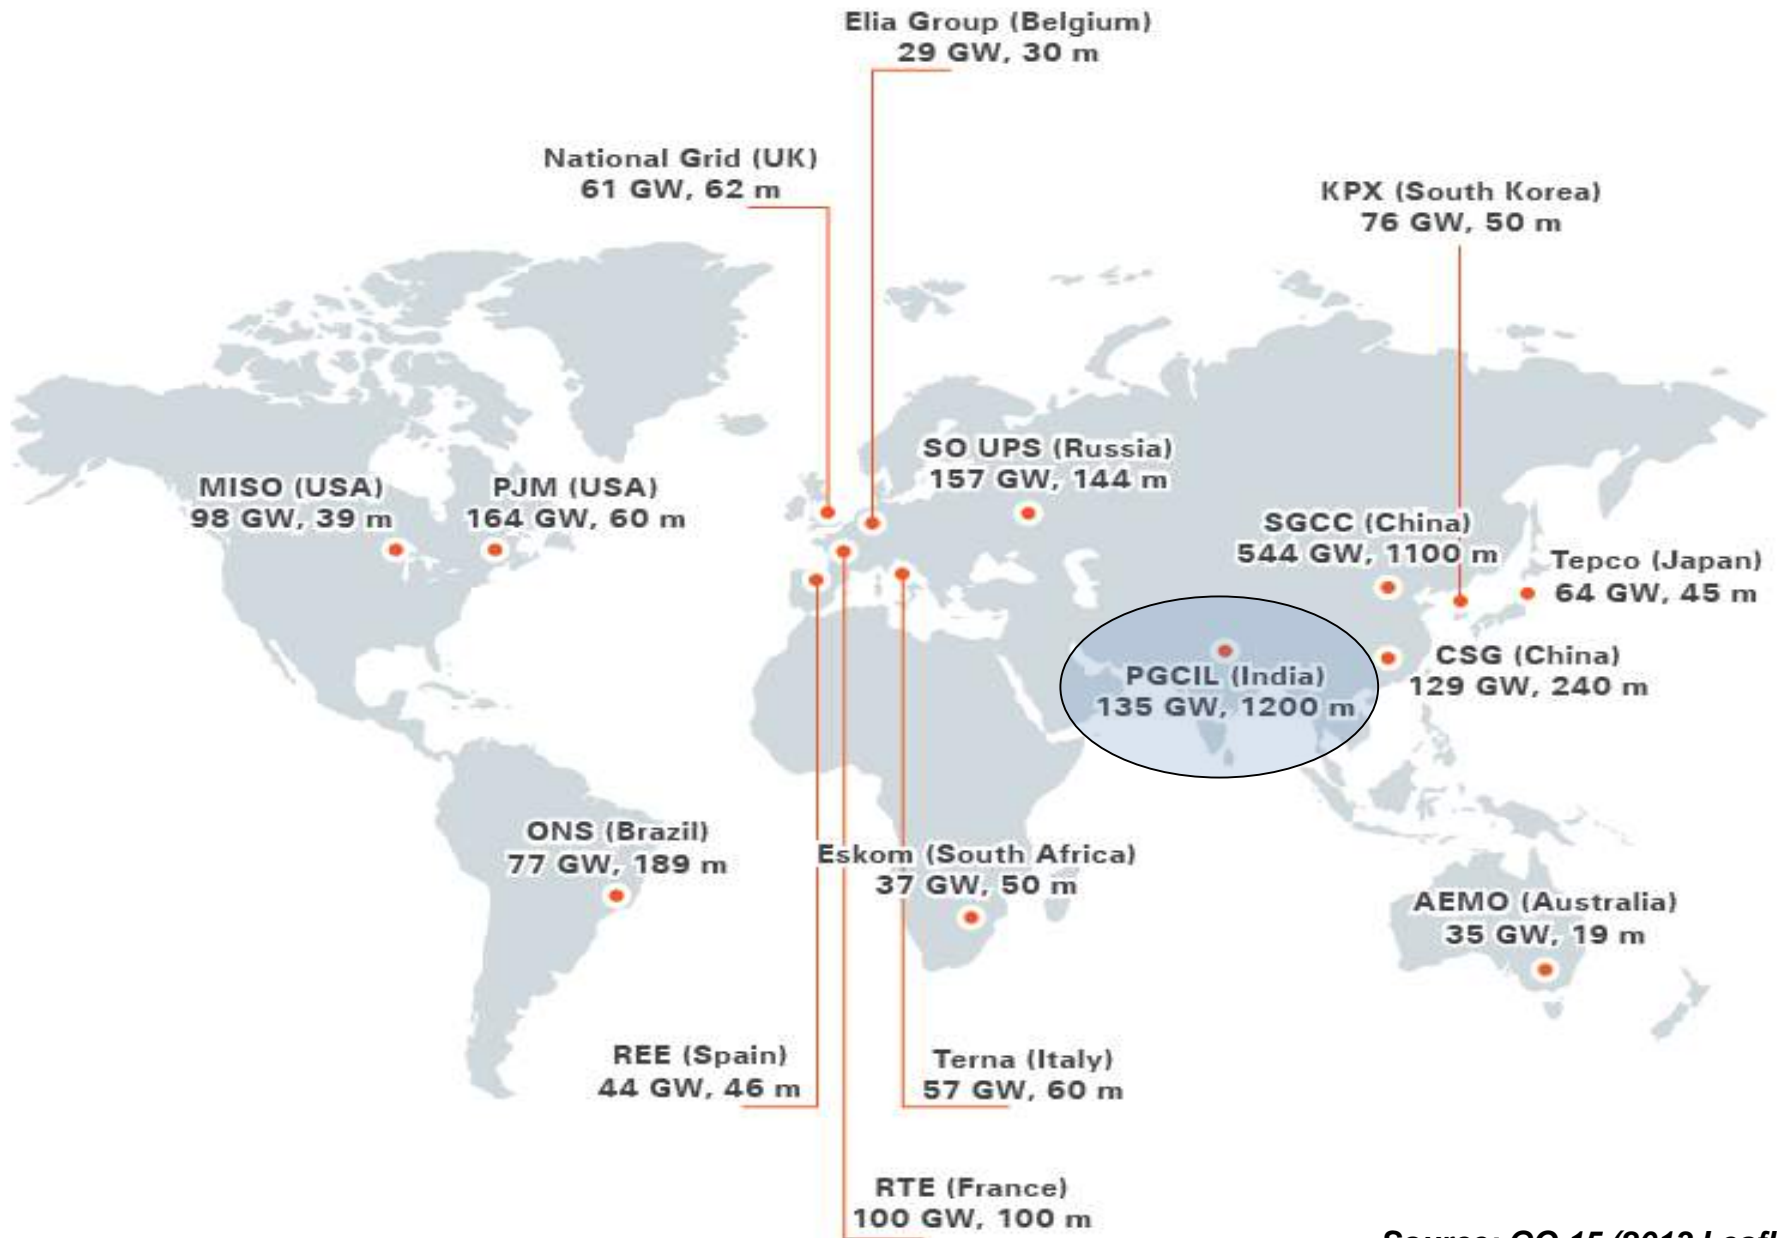 Elia Group (Belgium)
29 GW, 30 m
National Grid (UK)
61 GW, 62 m
KPX (South Korea)
76 GW, 50 m
SO UPS (Russia)
157 GW, 144 m
MISO (USA)
98 GW, 39 m
PJM (USA)
164 GW, 60 m
SGCC (China)
544 GW, 1100 m
Tepco (Japan)
64 GW, 45 m
CSG (China)
129 GW, 240 m
PGCIL (India)
135 GW, 1200 m
ONS (Brazil)
77 GW, 189 m
Eskom (South Africa)
37 GW, 50 m
AEMO (Australia)
35 GW, 19 m
REE (Spain)
44 GW, 46 m
Terna (Italy)
57 GW, 60 m
RTE (France)
100 GW, 100 m